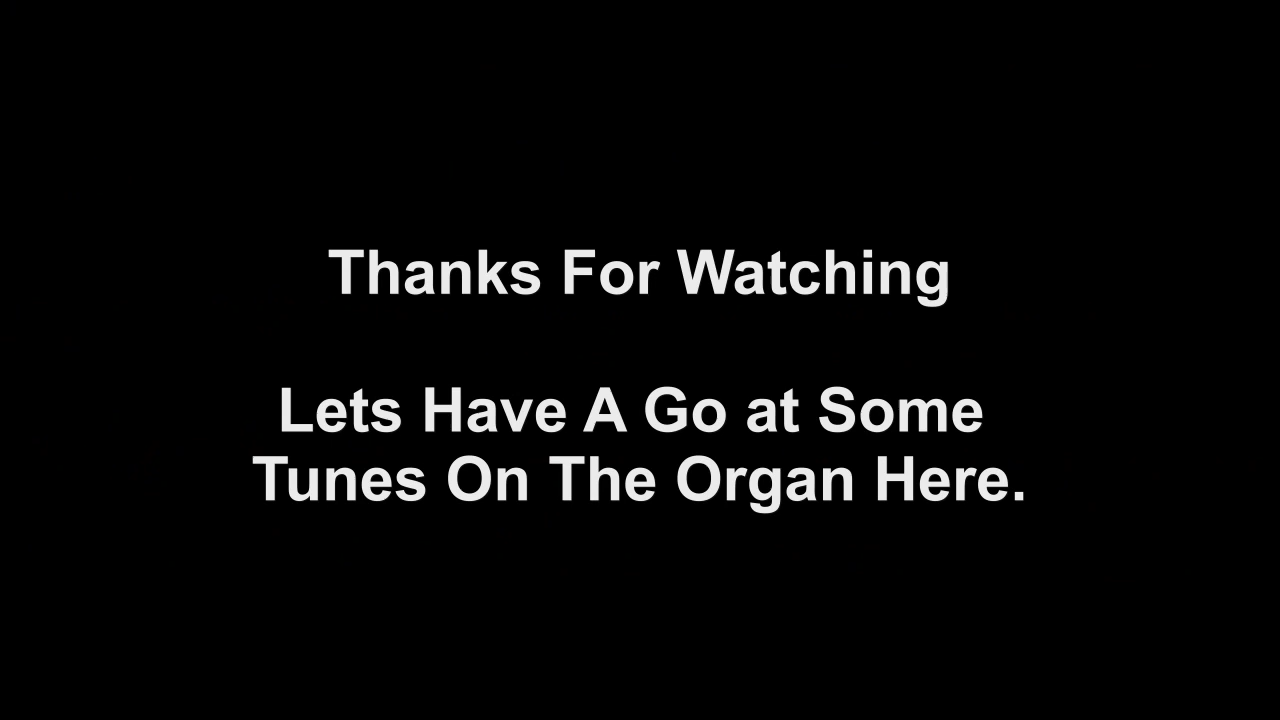 Thanks For Watching
Lets Have A Go at Some
Tunes On The Organ Here.